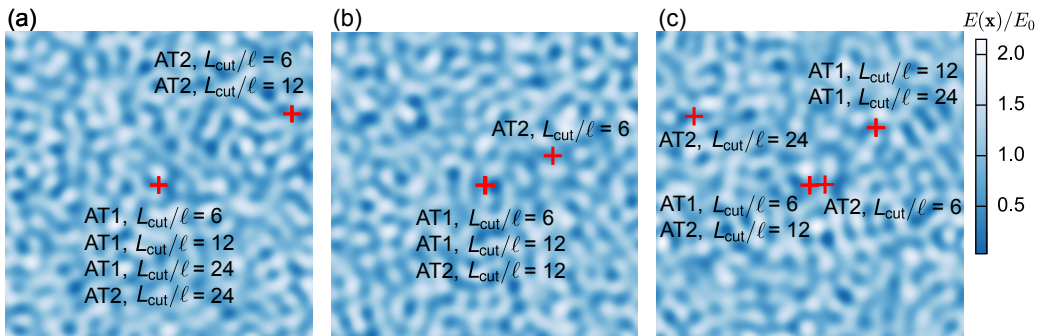 (a)
AT2, L_cut/ℓ = 6
AT2, L_cut/ℓ = 12
AT1, L_cut/ℓ = 6
AT1, L_cut/ℓ = 12
AT1, L_cut/ℓ = 24
AT2, L_cut/ℓ = 24
(b)
AT2, L_cut/ℓ = 6
AT1, L_cut/ℓ = 6
AT1, L_cut/ℓ = 12
AT2, L_cut/ℓ = 12
(c)
AT1, L_cut/ℓ = 12
AT1, L_cut/ℓ = 24
AT2, L_cut/ℓ = 24
AT1, L_cut/ℓ = 6
AT2, L_cut/ℓ = 12
AT2, L_cut/ℓ = 6
E(x)/E_0
2.0
1.5
1.0
0.5